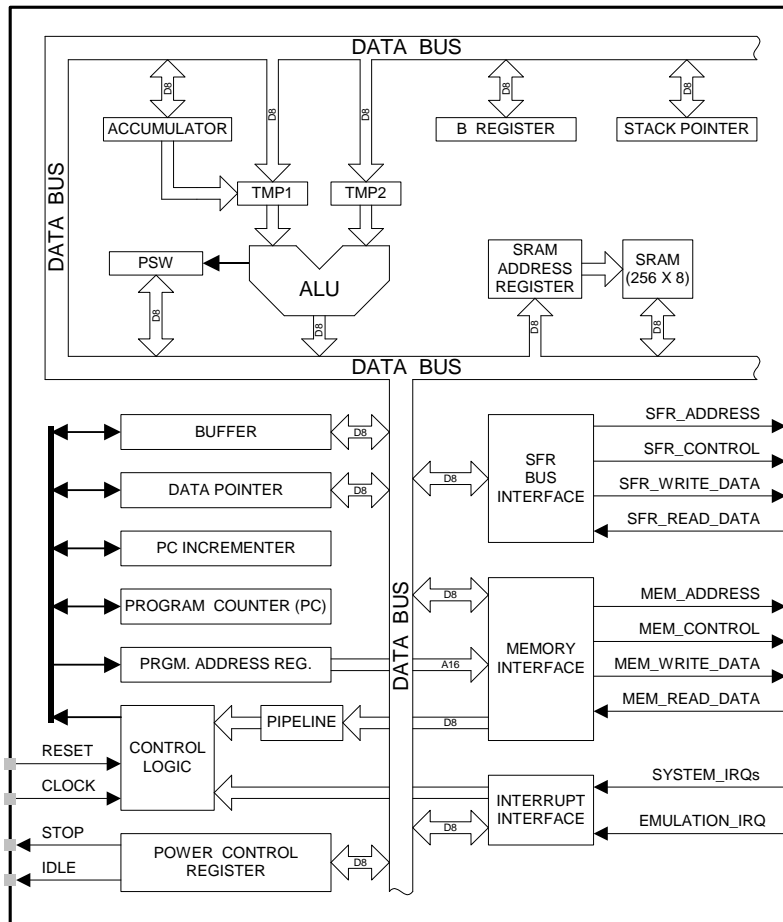 DATA BUS
D8
D8
D8
D8
D8
ACCUMULATOR
B REGISTER
STACK POINTER
DATA BUS
TMP1
TMP2
PSW
ALU
SRAM
ADDRESS
REGISTER
SRAM
(256 X 8)
D8
D8
D8
D8
DATA BUS
BUFFER
D8
DATA POINTER
D8
PC INCREMENTER
PROGRAM COUNTER (PC)
PRGM. ADDRESS REG.
A16
DATA BUS
D8
SFR
BUS
INTERFACE
SFR_ADDRESS
SFR_CONTROL
SFR_WRITE_DATA
SFR_READ_DATA
D8
MEMORY
INTERFACE
MEM_ADDRESS
MEM_CONTROL
MEM_WRITE_DATA
MEM_READ_DATA
CONTROL
LOGIC
PIPELINE
D8
RESET
CLOCK
INTERRUPT
INTERFACE
SYSTEM_IRQs
EMULATION_IRQ
D8
STOP
IDLE
POWER CONTROL
REGISTER
D8